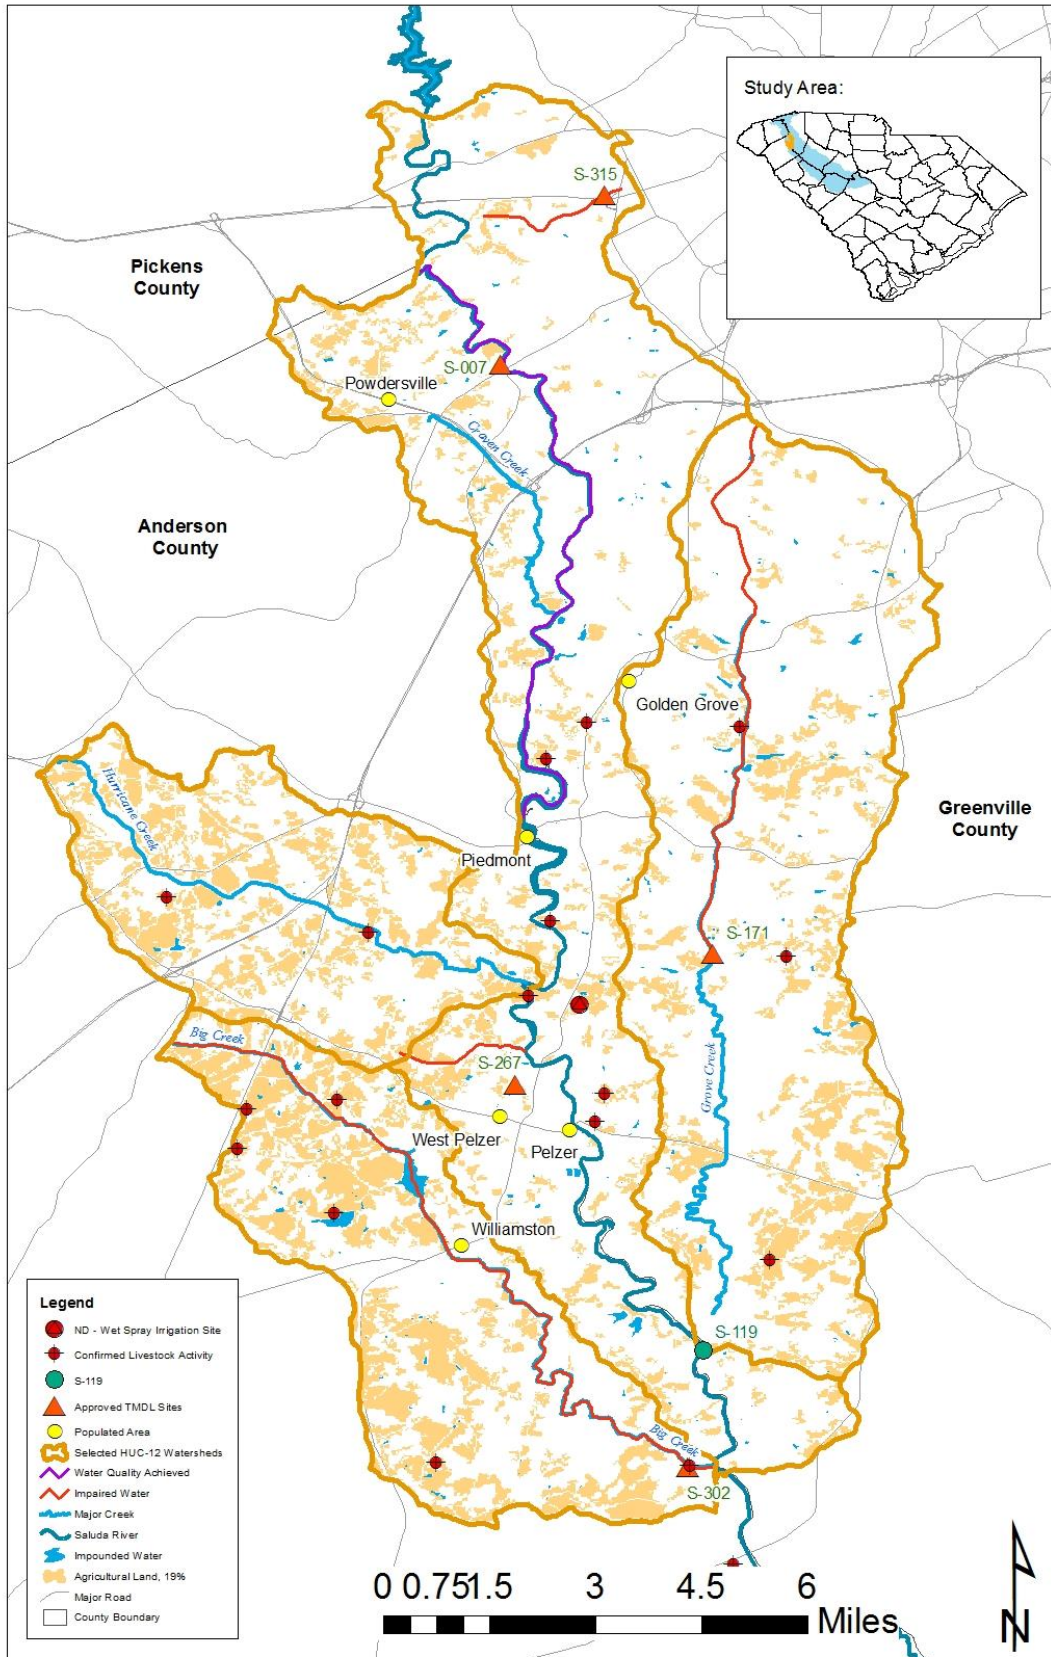 Study Area:
S-315
Pickens
County
S-007
Powdersville
Craven Creek
Anderson
County
Golden Grove
Hurricane Creek
Greenville
County
Piedmont
S-171
Big Creek
S-267
Grove Creek
West Pelzer
Pelzer
Williamston
S-119
Big Creek
S-302
Legend
ND - Wet Spray Irrigation Site
Confirmed Livestock Activity
S-119
Approved TMDL Sites
Populated Area
Selected HUC-12 Watersheds
Water Quality Achieved
Impaired Water
Major Creek
Saluda River
Impounded Water
Agricultural Land, 19%
Major Road
County Boundary
0 0.75 1.5 3 4.5 6
Miles
N